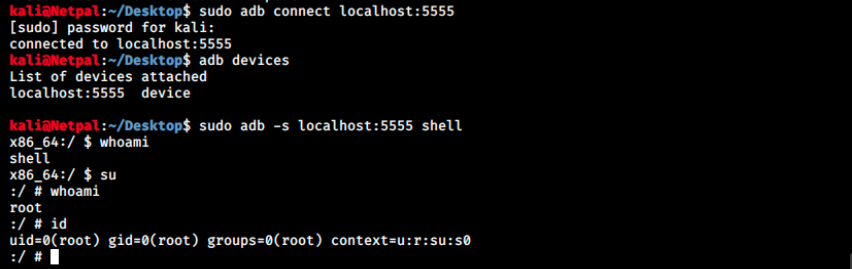 kali@Netpal:~/Desktop$ sudo adb connect localhost:5555
[sudo] password for kali:
connected to localhost:5555
kali@Netpal:~/Desktop$ adb devices
List of devices attached
localhost:5555  device
kali@Netpal:~/Desktop$ sudo adb -s localhost:5555 shell
x86_64:/ $ whoami
shell
x86_64:/ $ su
:/ # whoami
root
:/ # id
uid=0(root) gid=0(root) groups=0(root) context=u:r:su:s0
:/ #